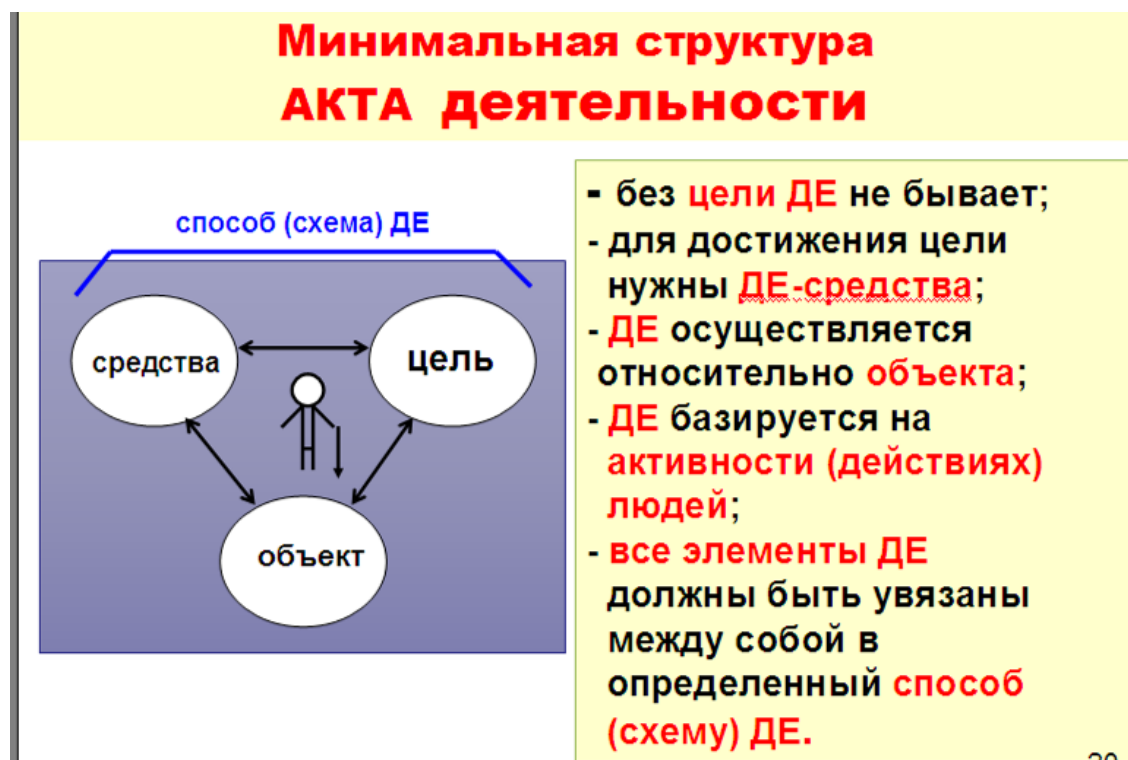 Минимальная структура
АКТА деятельности
способ (схема) ДЕ
средства
цель
объект
- без цели ДЕ не бывает;
- для достижения цели
нужны ДЕ-средства;
- ДЕ осуществляется
относительно объекта;
- ДЕ базируется на
активности (действиях)
людей;
- все элементы ДЕ
должны быть увязаны
между собой в
определенный способ
(схему) ДЕ.